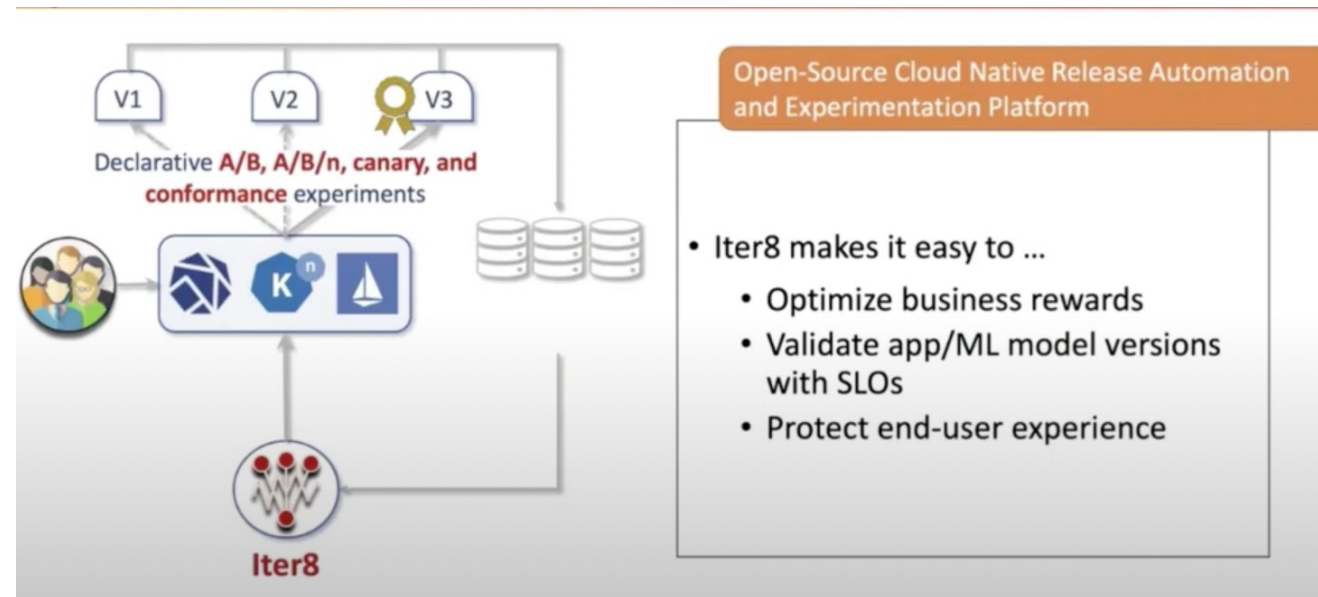 V1
V2
V3
Declarative A/B, A/B/n, canary, and
conformance experiments
K
n
Iter8
Open-Source Cloud Native Release Automation
and Experimentation Platform
• Iter8 makes it easy to ...
• Optimize business rewards
• Validate app/ML model versions
with SLOs
• Protect end-user experience